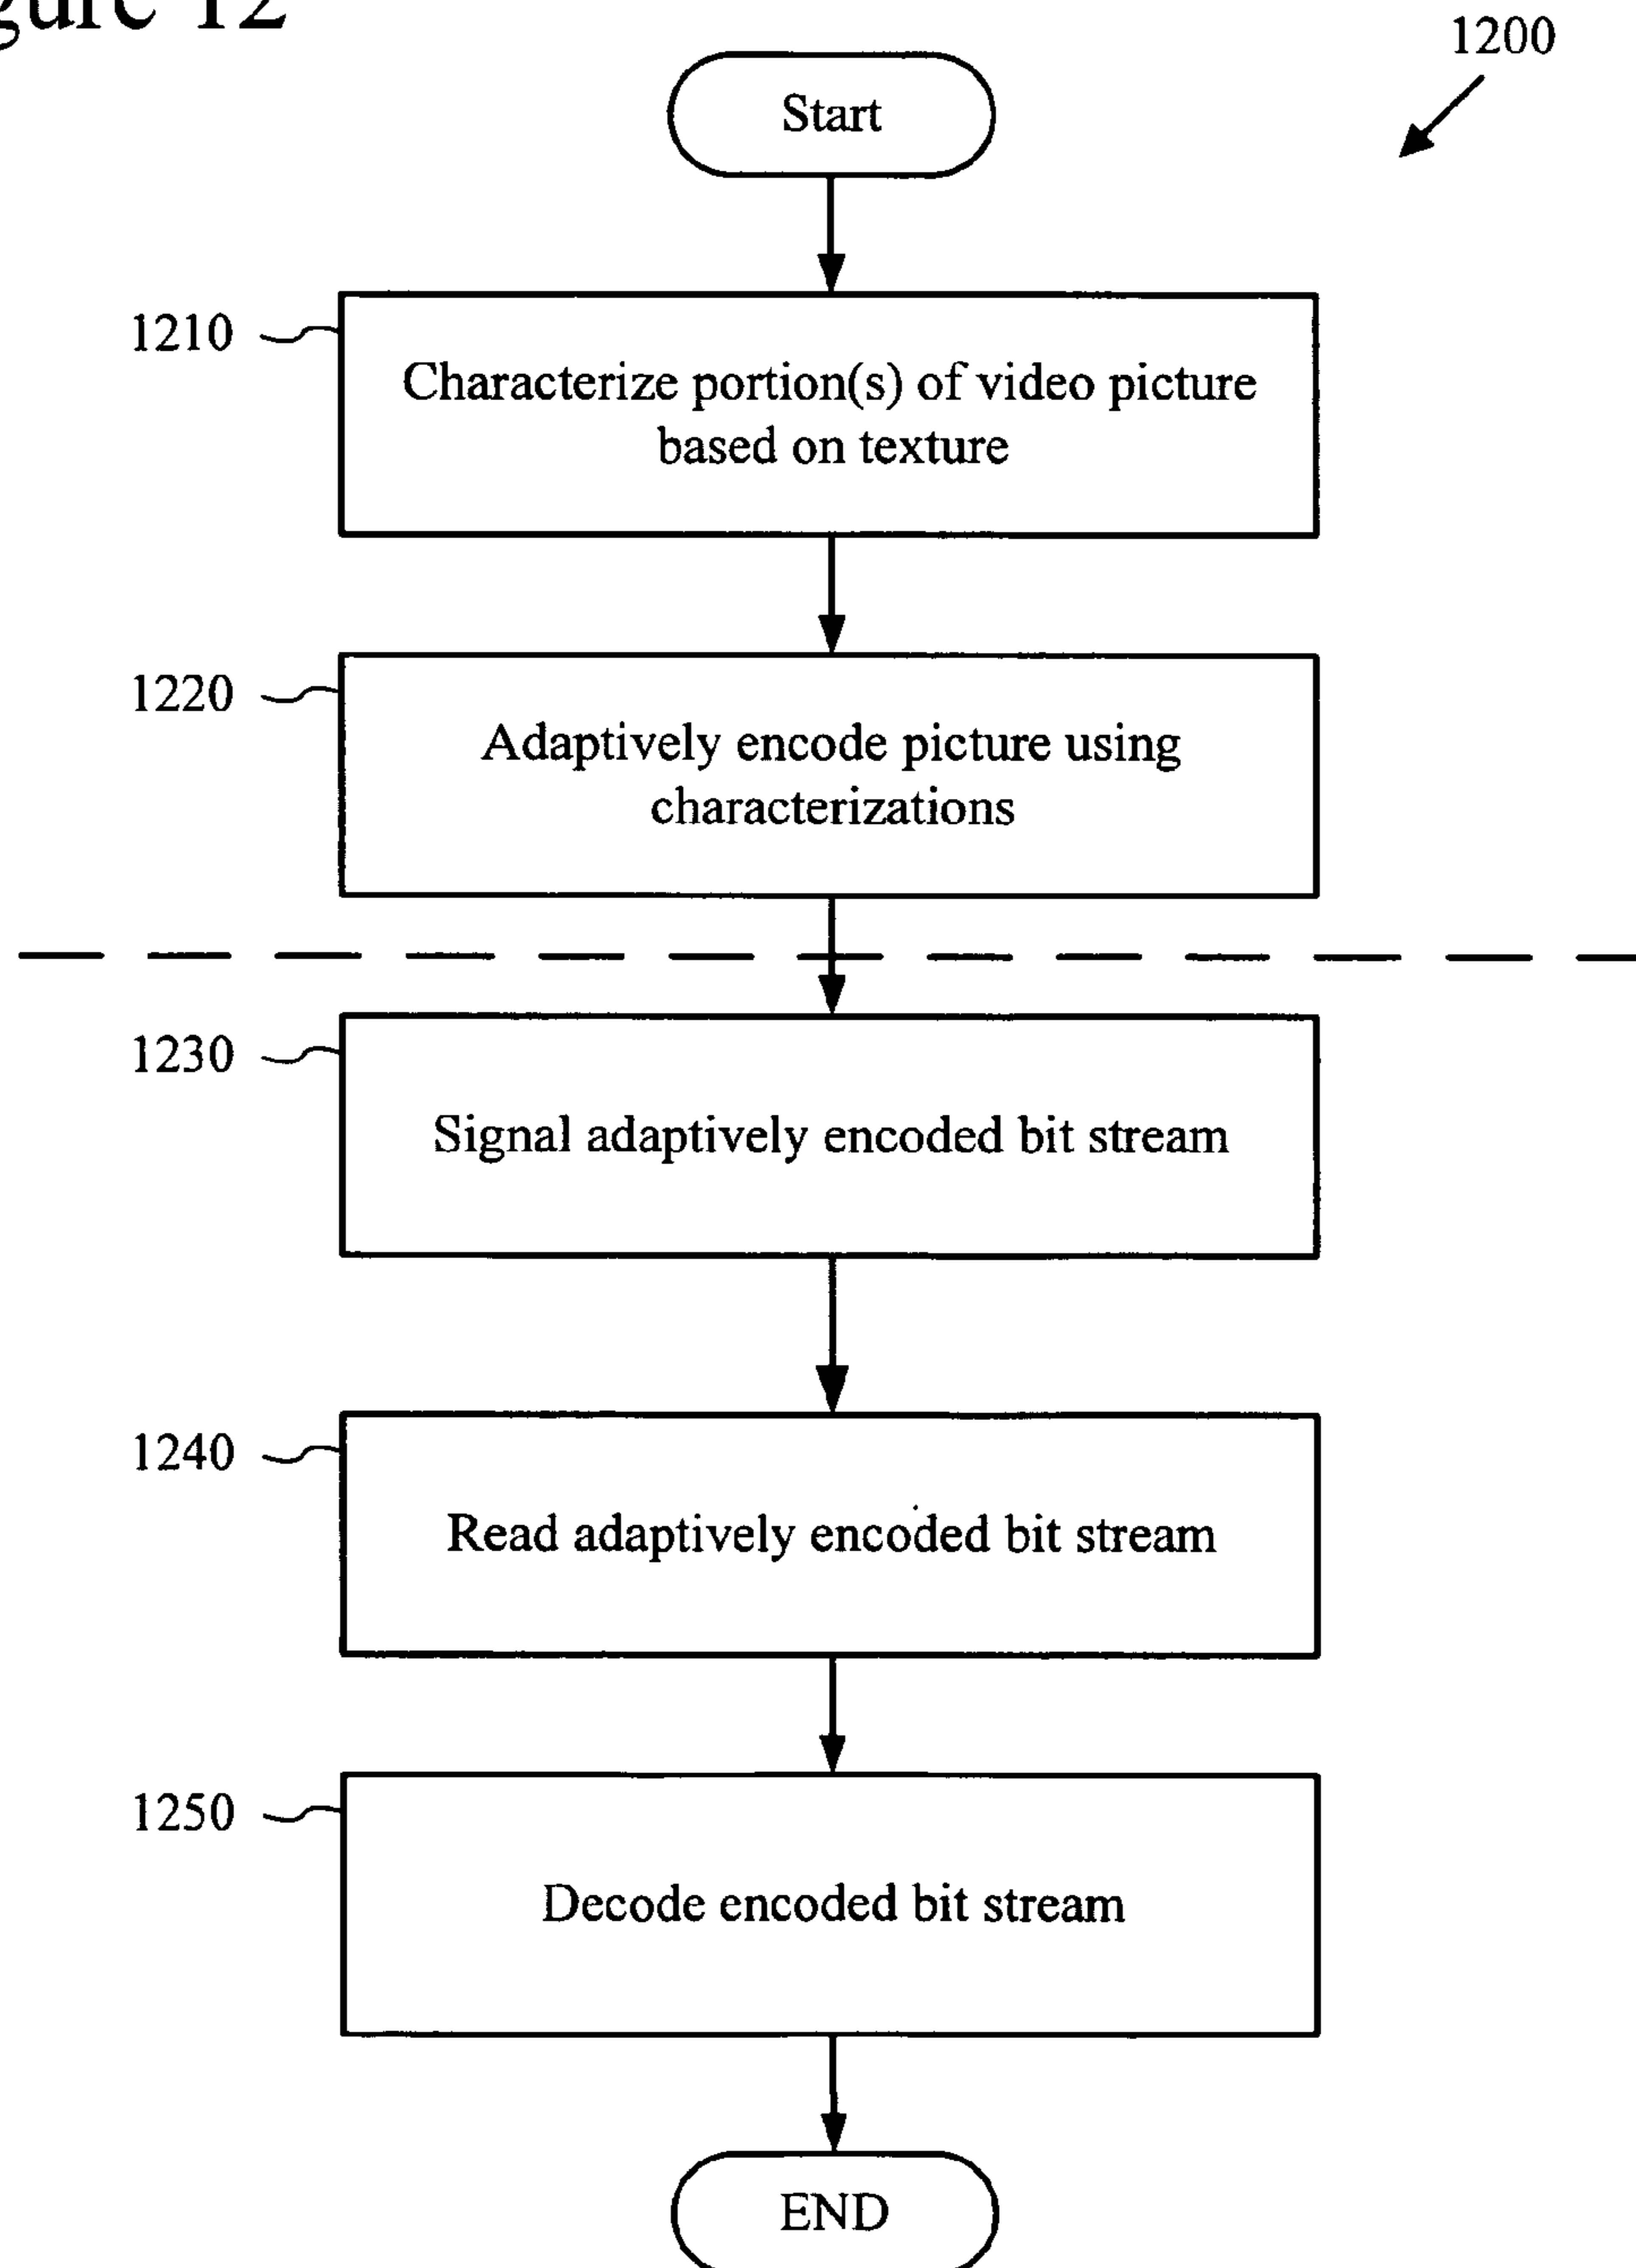 gure 12
1200
Start
1210
Characterize portion(s) of video picture
based on texture
1220
Adaptively encode picture using
characterizations
1230
Signal adaptively encoded bit stream
1240
Read adaptively encoded bit stream
1250
Decode encoded bit stream
END